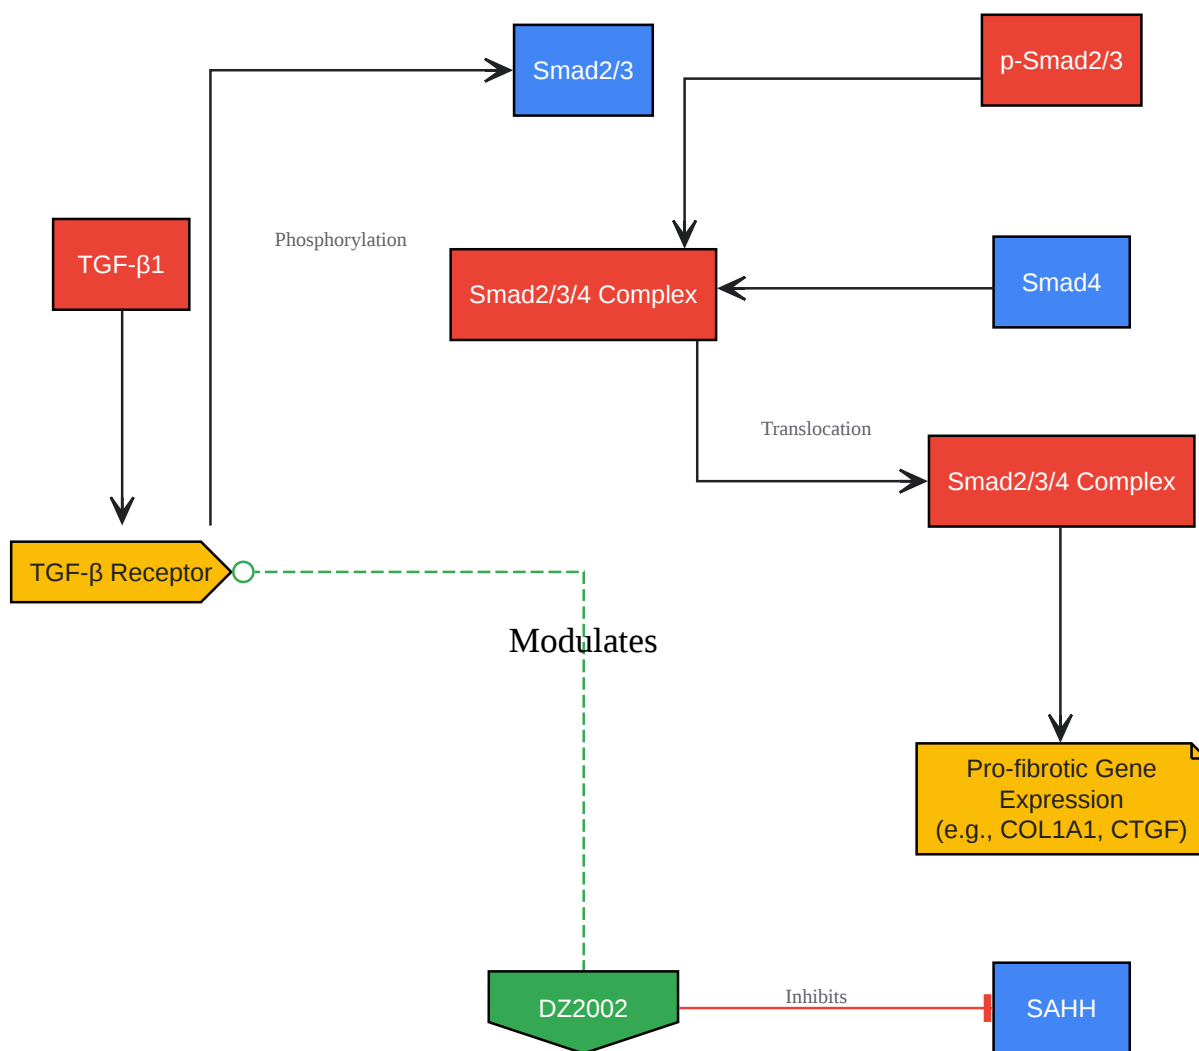 Smad2/3
p-Smad2/3
Phosphorylation
TGF-β1
Smad2/3/4 Complex
Smad4
Translocation
Smad2/3/4 Complex
TGF-β Receptor
Modulates
Pro-fibrotic Gene
Expression
(e.g., COL1A1, CTGF)
DZ2002
Inhibits
SAHH